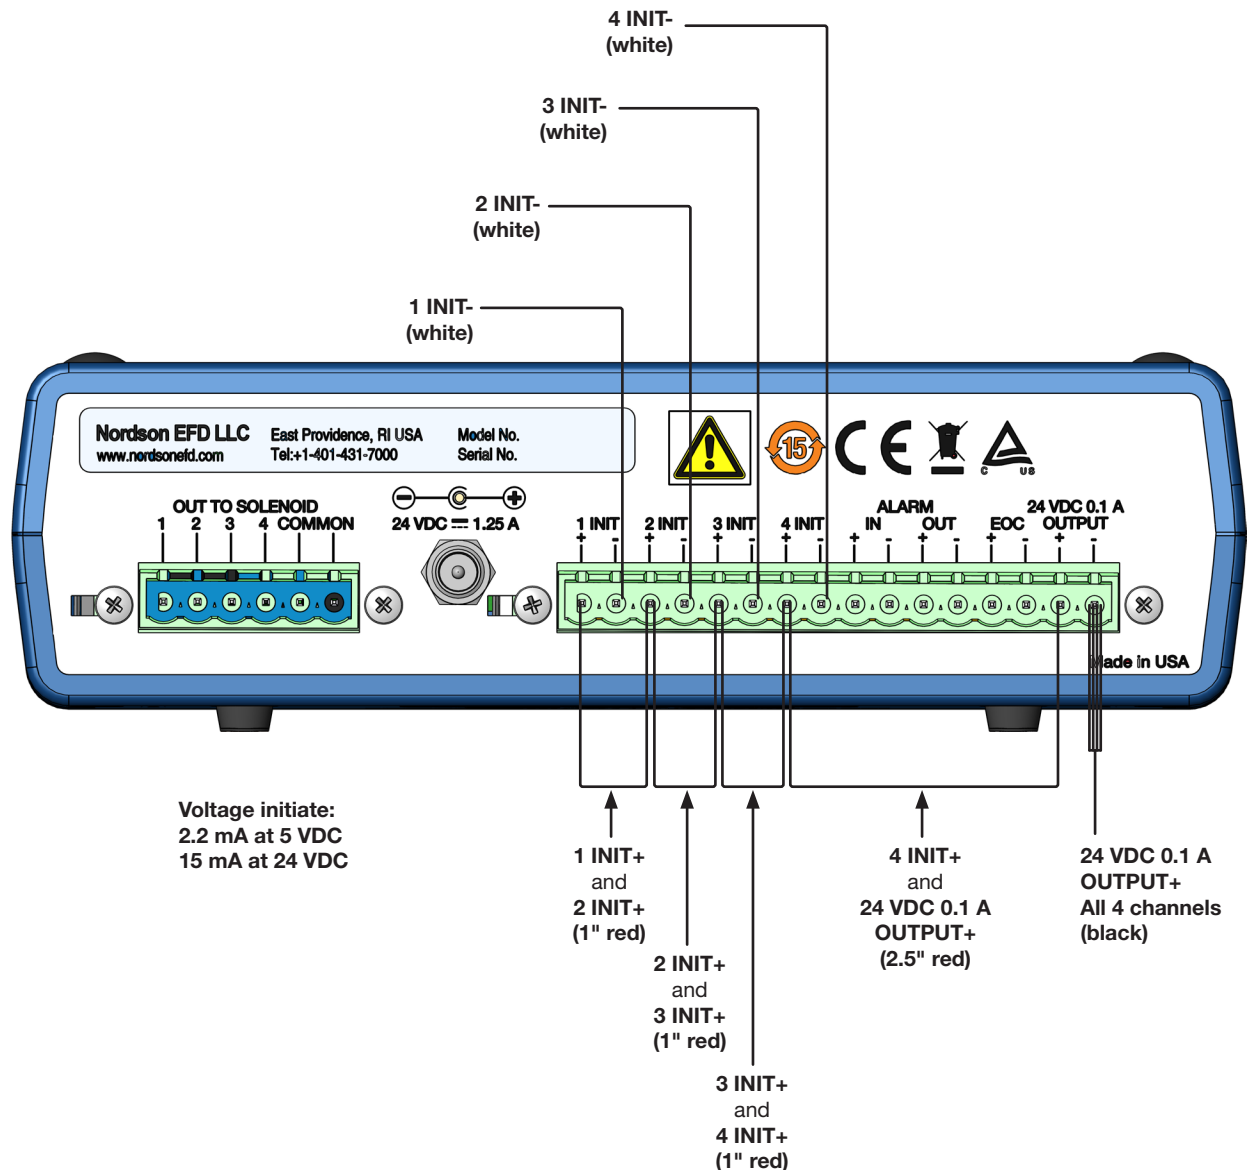 4 INIT-
(white)
3 INIT-
(white)
2 INIT-
(white)
1 INIT-
(white)
Nordson EFD LLC East Providence, RI USA Model No.
www.nordsonefd.com Tel:+1-401-431-7000 Serial No.
15
C US
OUT TO SOLENOID
1 2 3 4 COMMON
24 VDC 1.25 A
ALARM 24 VDC 0.1 A
1 INIT 2 INIT 3 INIT 4 INIT IN OUT EOC OUTPUT
+ - + - + - + - + - + - + - + -
Made in USA
Voltage initiate:
2.2 mA at 5 VDC
15 mA at 24 VDC
1 INIT+
and
2 INIT+
(1" red)
2 INIT+
and
3 INIT+
(1" red)
3 INIT+
and
4 INIT+
(1" red)
4 INIT+
and
24 VDC 0.1 A
OUTPUT+
(2.5" red)
24 VDC 0.1 A
OUTPUT+
All 4 channels
(black)